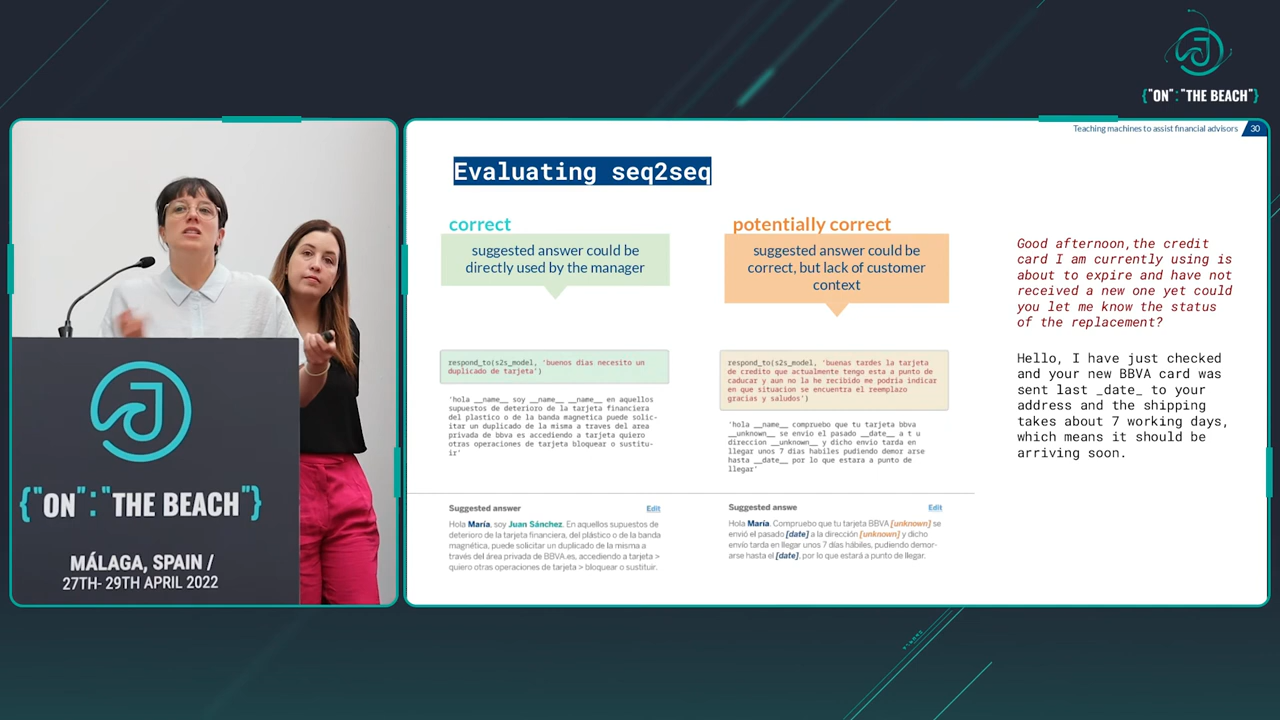 {"ON":"THE BEACH"}
Teaching machines to assist financial advisors 30
Evaluating seq2seq
correct
suggested answer could be
directly used by the manager
respond_to(s2s_model, 'buenos dias necesito un
duplicado de tarjeta')
'hola __name__ soy __name__ __name__ en aquellos
supuestos de deterioro de la tarjeta financiera
del plastico o de la banda magnetica puede solic-
itar un duplicado de la misma a traves del area
privada de bbva es accediendo a tarjeta quiero
otras operaciones de tarjeta bloquear o sustitu-
ir'
Suggested answer Edit
Hola María, soy Juan Sánchez. En aquellos supuestos de
deterioro de la tarjeta financiera, del plástico o de la banda
magnética, puede solicitar un duplicado de la misma a
través del área privada de BBVA.es, accediendo a tarjeta >
quiero otras operaciones de tarjeta > bloquear o sustituir.
potentially correct
suggested answer could be
correct, but lack of customer
context
respond_to(s2s_model, 'buenas tardes la tarjeta
de credito que actualmente tengo esta a punto de
caducar y aun no la he recibido me podria indicar
en que situacion se encuentra el reemplazo
gracias y saludos')
'hola __name__ compruebo que tu tarjeta bbva
__unknown__ se envio el pasado __date__ a t u
direccion __unknown__ y dicho envio tarda en
llegar unos 7 dias habiles pudiendo demor arse
hasta __date__ por lo que estara a punto de
llegar'
Suggested answe Edit
Hola María. Compruebo que tu tarjeta BBVA [unknown] se
envió el pasado [date] a la dirección [unknown] y dicho
envío tarda en llegar unos 7 días hábiles, pudiendo demor-
arse hasta el [date], por lo que estará a punto de llegar.
Good afternoon,the credit
card I am currently using is
about to expire and have not
received a new one yet could
you let me know the status
of the replacement?
Hello, I have just checked
and your new BBVA card was
sent last _date_ to your
address and the shipping
takes about 7 working days,
which means it should be
arriving soon.
{"ON":"THE BEACH"}
MÁLAGA, SPAIN /
27TH- 29TH APRIL 2022